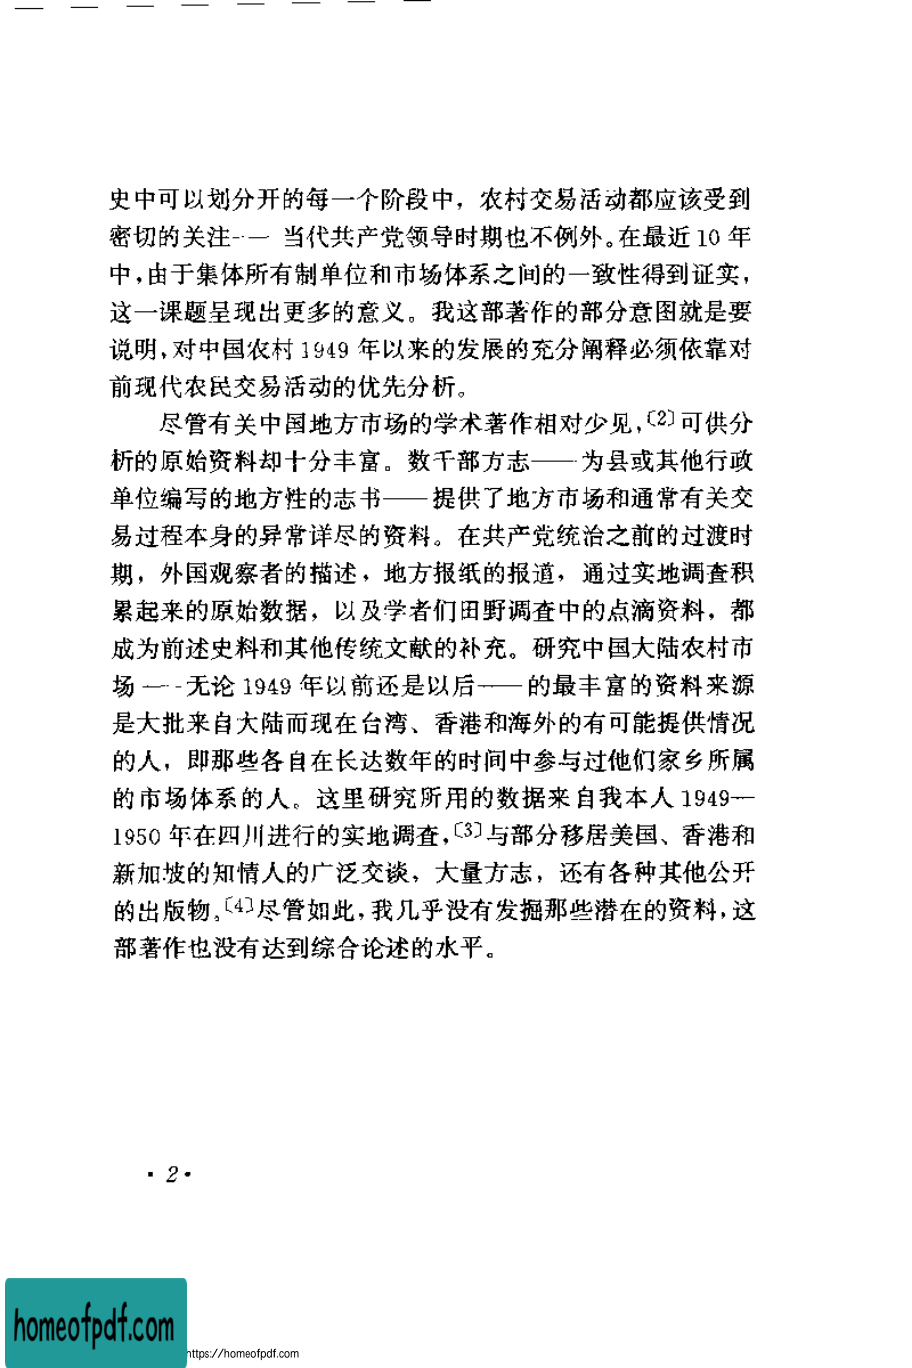 史中可以划分开的每一个阶段中，农村交易活动都应该受到
密切的关注—— 当代共产党领导时期也不例外。在最近10年
中，由于集体所有制单位和市场体系之间的一致性得到证实，
这一课题呈现出更多的意义。我这部著作的部分意图就是要
说明，对中国农村1949年以来的发展的充分阐释必须依靠对
前现代农民交易活动的优先分析。
尽管有关中国地方市场的学术著作相对少见，〔2〕可供分
析的原始资料却十分丰富。数千部方志——为县或其他行政
单位编写的地方性的志书——提供了地方市场和通常有关交
易过程本身的异常详尽的资料。在共产党统治之前的过渡时
期，外国观察者的描述，地方报纸的报道，通过实地调查积
累起来的原始数据，以及学者们田野调查中的点滴资料，都
成为前述史料和其他传统文献的补充。研究中国大陆农村市
场——无论1949年以前还是以后——的最丰富的资料来源
是大批来自大陆而现在台湾、香港和海外的有可能提供情况
的人，即那些各自在长达数年的时间中参与过他们家乡所属
的市场体系的人。这里研究所用的数据来自我本人1949—
1950年在四川进行的实地调查，〔3〕与部分移居美国、香港和
新加坡的知情人的广泛交谈，大量方志，还有各种其他公开
的出版物。〔4〕尽管如此，我几乎没有发掘那些潜在的资料，这
部著作也没有达到综合论述的水平。
· 2 ·
homeofpdf.com
https://homeofpdf.com